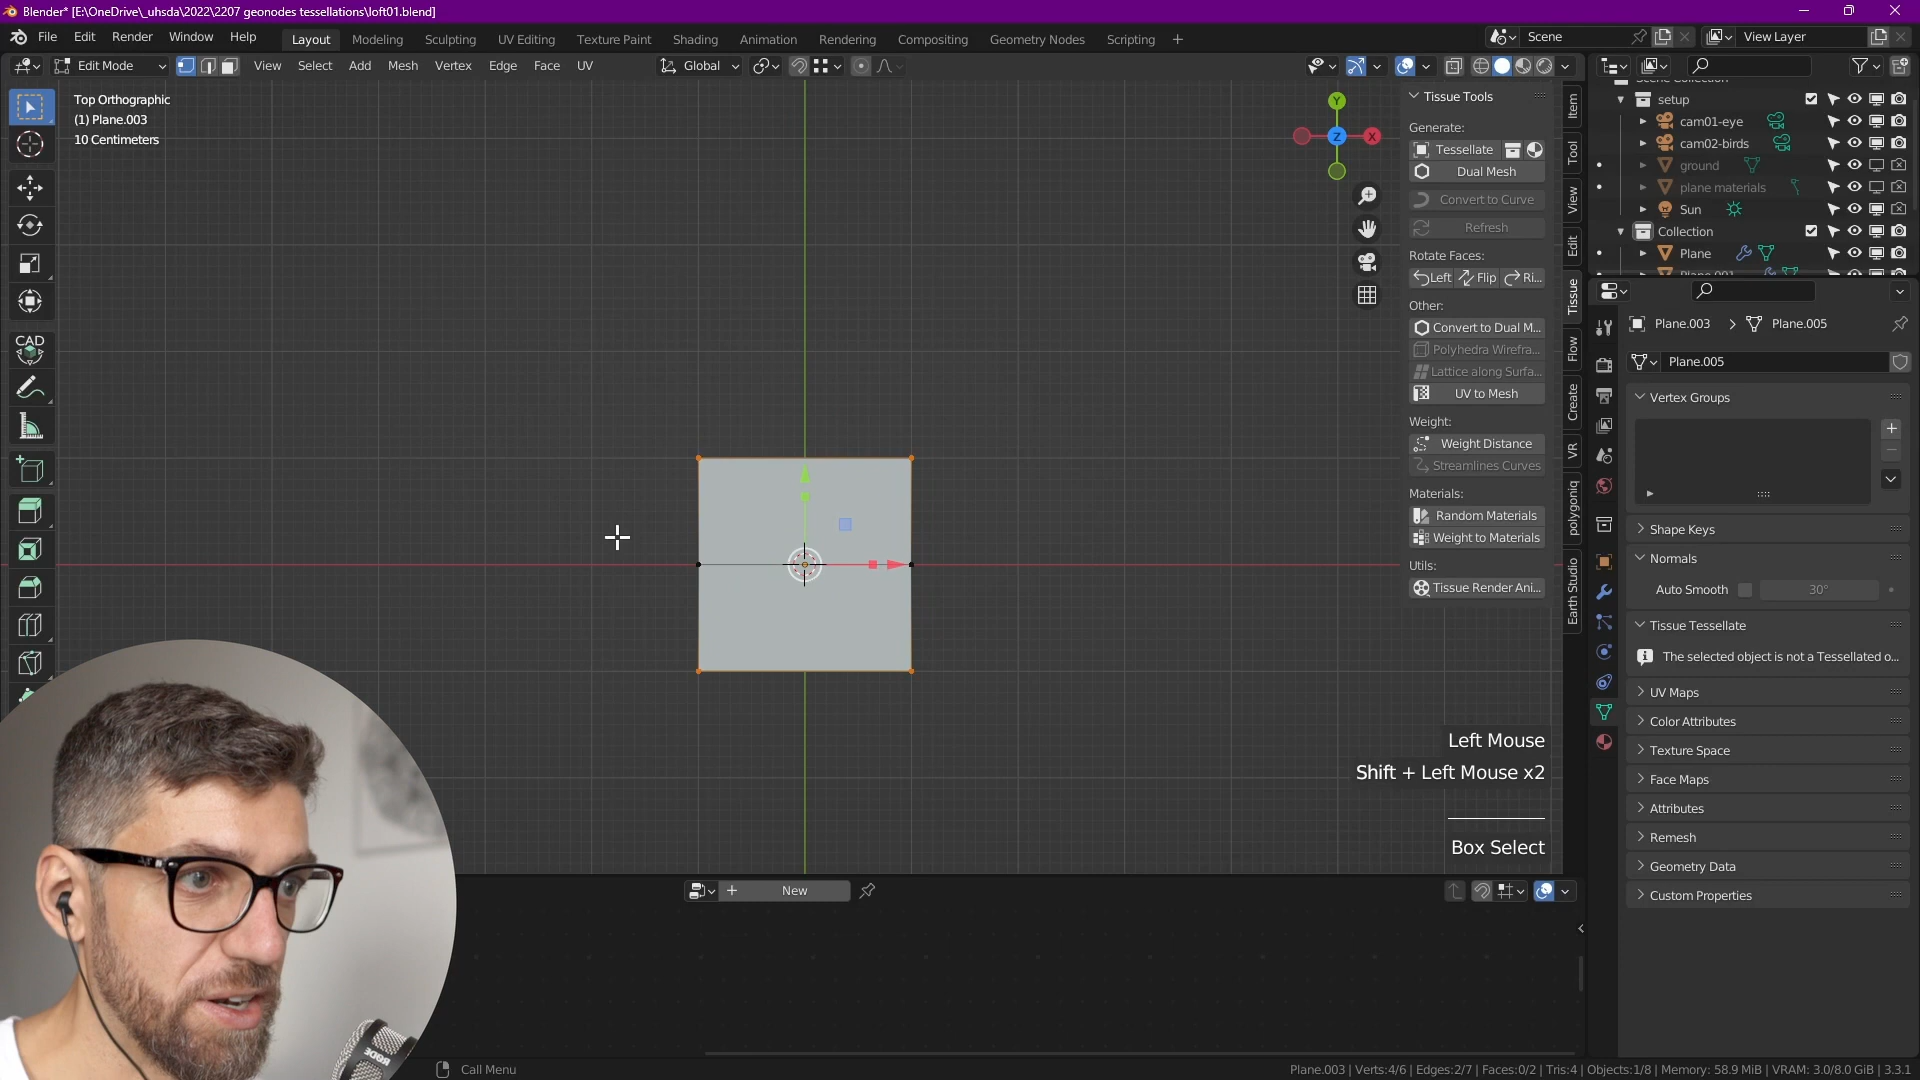 Blender* [E:\OneDrive\_uhsda\2022\2207 geonodes tessellations\loft01.blend]
File Edit Render Window Help Layout Modeling Sculpting UV Editing Texture Paint Shading Animation Rendering Compositing Geometry Nodes Scripting + Scene View Layer
Edit Mode View Select Add Mesh Vertex Edge Face UV Global
Top Orthographic
(1) Plane.003
10 Centimeters
CAD
Y
Z
X
Tissue Tools
Generate:
Tessellate
Dual Mesh
Convert to Curve
Refresh
Rotate Faces:
Left Flip Ri...
Other:
Convert to Dual M...
Polyhedra Wirefra...
Lattice along Surfa...
UV to Mesh
Weight:
Weight Distance
Streamlines Curves
Materials:
Random Materials
Weight to Materials
Utils:
Tissue Render Ani...
Item
Tool
View
Edit
Tissue
Flow
Create
VR
polygoniq
Earth Studio
Left Mouse
Shift + Left Mouse x2
Box Select
Scene Collection
setup
cam01-eye
cam02-birds
ground
plane materials
Sun
Collection
Plane
Plane.001
Plane.003 > Plane.005
Plane.005
Vertex Groups
Shape Keys
Normals
Auto Smooth 30°
Tissue Tessellate
The selected object is not a Tessellated o...
UV Maps
Color Attributes
Texture Space
Face Maps
Attributes
Remesh
Geometry Data
Custom Properties
+ New
RODE
Call Menu
Plane.003 | Verts:4/6 | Edges:2/7 | Faces:0/2 | Tris:4 | Objects:1/8 | Memory: 58.9 MiB | VRAM: 3.0/8.0 GiB | 3.3.1